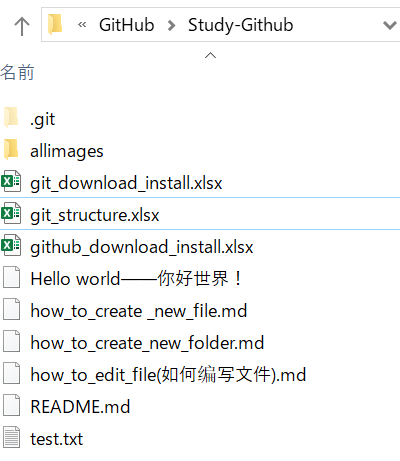 « GitHub > Study-Github
名前
.git
allimages
git_download_install.xlsx
git_structure.xlsx
github_download_install.xlsx
Hello world——你好世界！
how_to_create _new_file.md
how_to_create_new_folder.md
how_to_edit_file(如何编写文件).md
README.md
test.txt